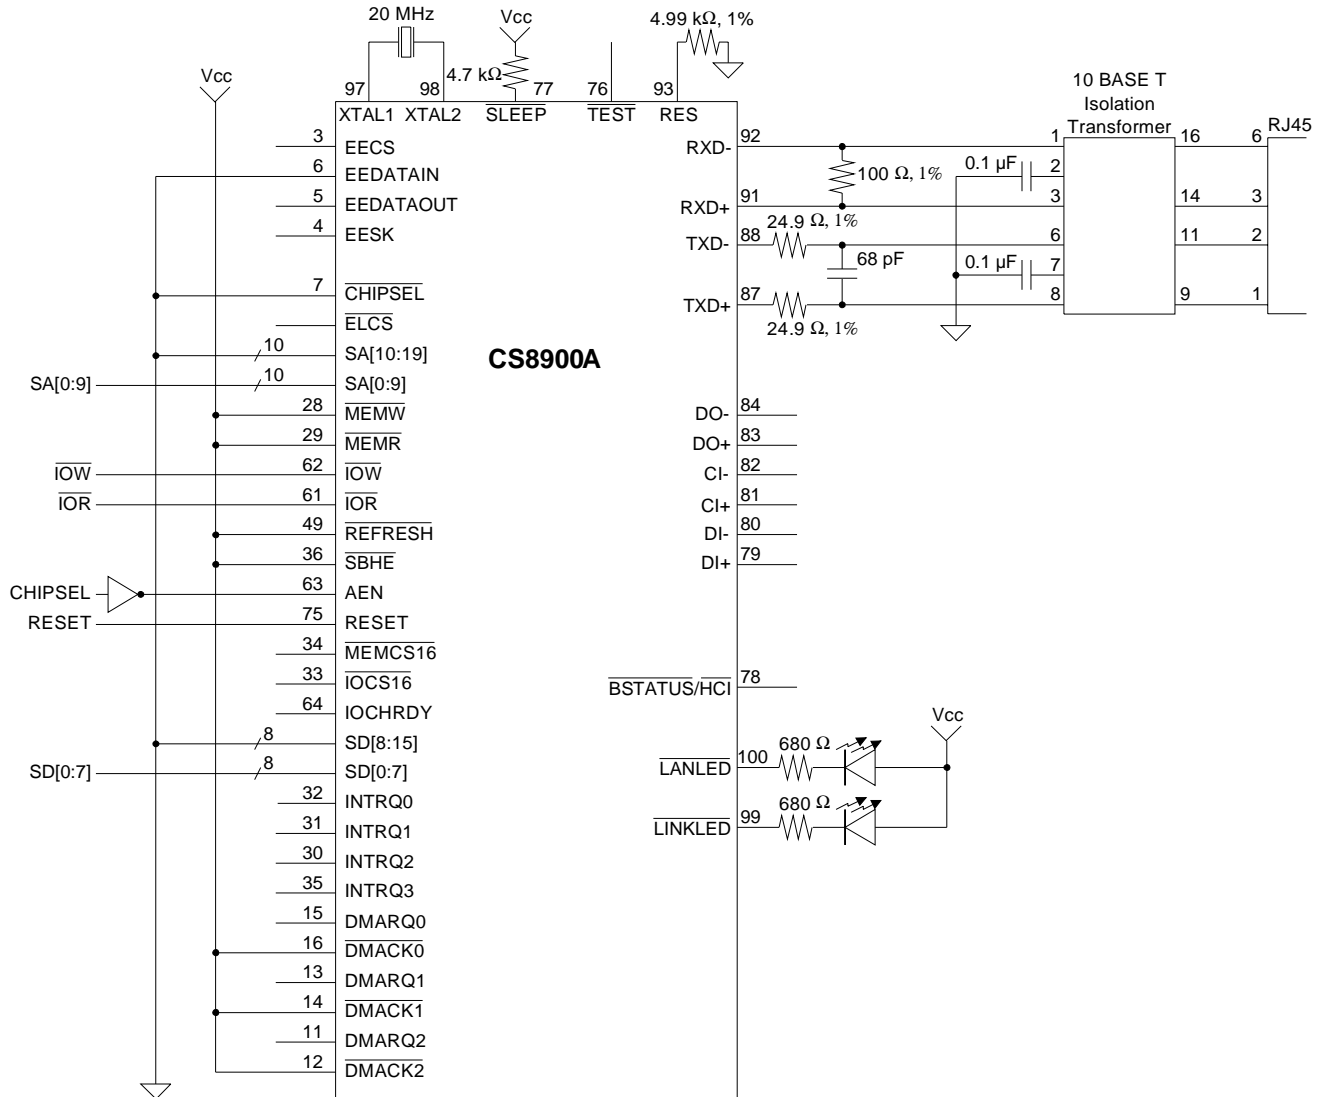 20 MHz
Vcc
4.99 kΩ, 1%
Vcc
97
98
4.7 kΩ
77
76
93
10 BASE T
Isolation
Transformer
XTAL1
XTAL2
SLEEP
TEST
RES
3
EECS
6
EEDATAIN
5
EEDATAOUT
4
EESK
7
CHIPSEL
ELCS
10
SA[10:19]
SA[0:9]
10
SA[0:9]
28
MEMW
29
MEMR
IOW
62
IOW
IOR
61
IOR
49
REFRESH
36
SBHE
CHIPSEL
63
AEN
RESET
75
RESET
34
MEMCS16
33
IOCS16
64
IOCHRDY
8
SD[8:15]
SD[0:7]
8
SD[0:7]
32
INTRQ0
31
INTRQ1
30
INTRQ2
35
INTRQ3
15
DMARQ0
16
DMACK0
13
DMARQ1
14
DMACK1
11
DMARQ2
12
DMACK2
CS8900A
RXD-
92
1
16
6
RJ45
100 Ω, 1%
0.1 µF
2
RXD+
91
3
14
3
24.9 Ω, 1%
TXD-
88
6
11
2
68 pF
0.1 µF
7
TXD+
87
8
9
1
24.9 Ω, 1%
DO-
84
DO+
83
CI-
82
CI+
81
DI-
80
DI+
79
BSTATUS/HCI
78
Vcc
LANLED
100
680 Ω
LINKLED
99
680 Ω